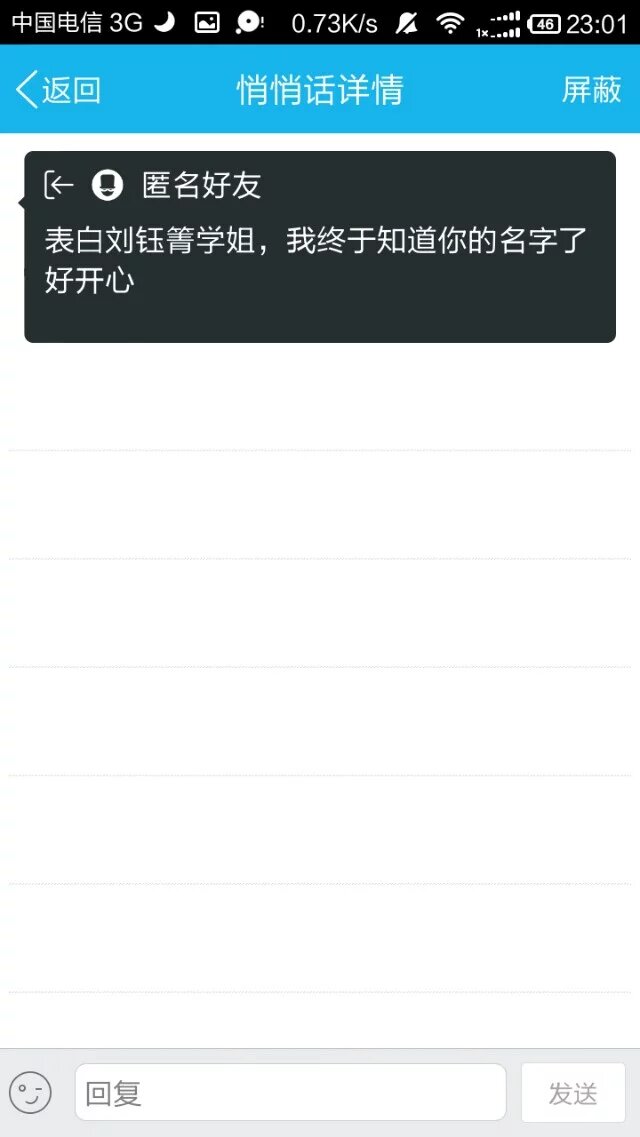 中国电信 3G 0.73K/s 1x 46 23:01
返回 悄悄话详情 屏蔽
匿名好友
表白刘钰箐学姐，我终于知道你的名字了
好开心
回复 发送